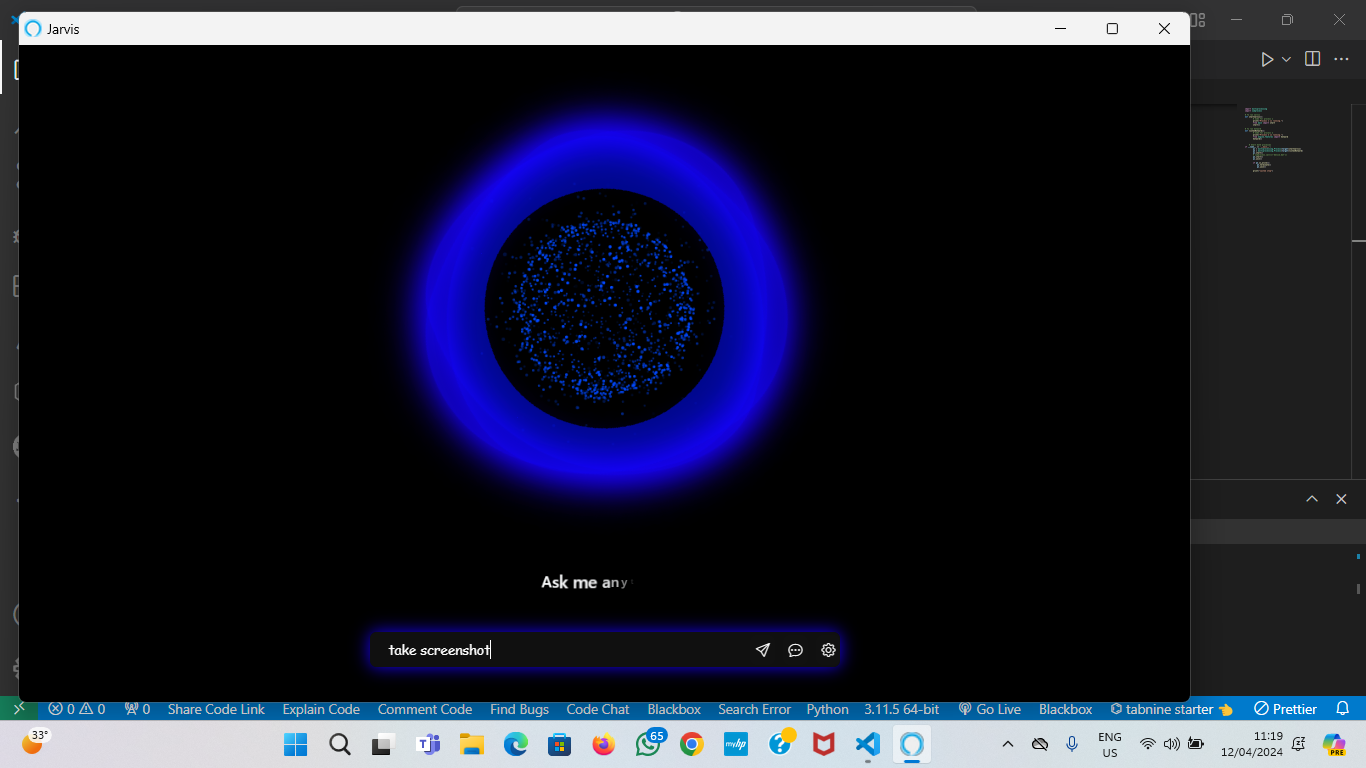 Jarvis
Ask me any
take screenshot
0 0 0 Share Code Link Explain Code Comment Code Find Bugs Code Chat Blackbox Search Error Python 3.11.5 64-bit Go Live Blackbox tabnine starter Prettier
33°
65
myhp
ENG
US
11:19
12/04/2024
PRE